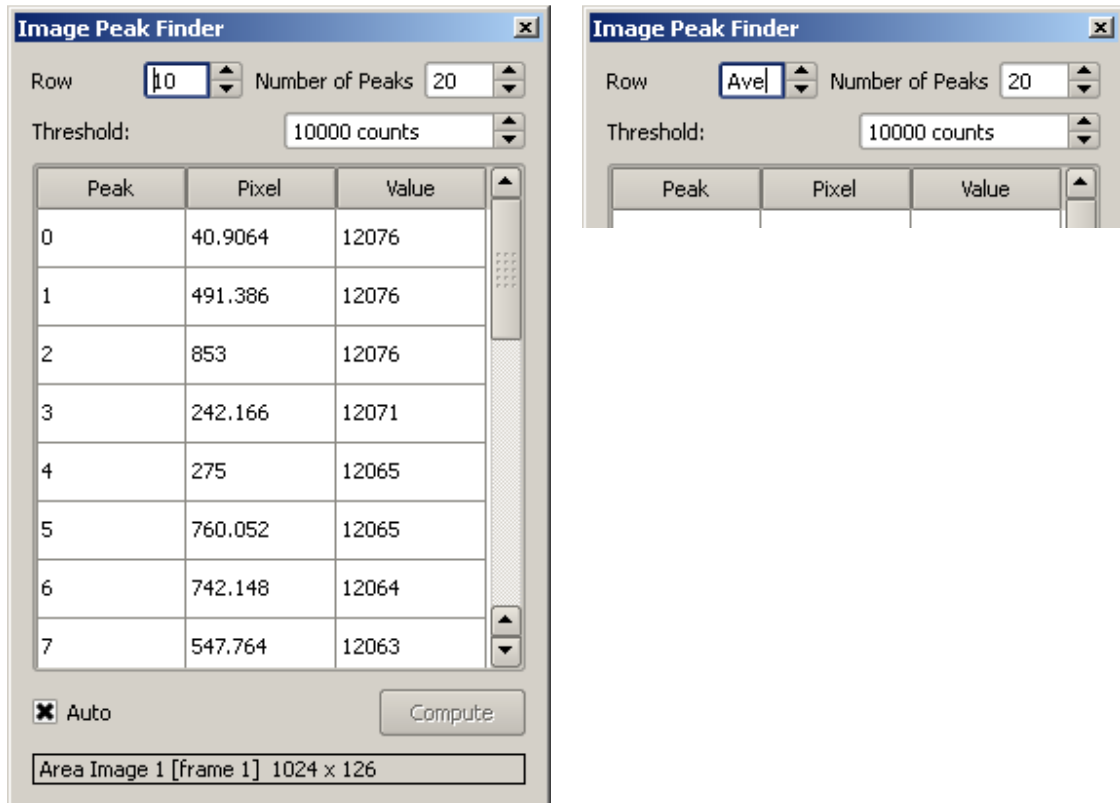 Image Peak Finder
Row 10 Number of Peaks 20
Threshold: 10000 counts
Peak Pixel Value
0 40.9064 12076
1 491.386 12076
2 853 12076
3 242.166 12071
4 275 12065
5 760.052 12065
6 742.148 12064
7 547.764 12063
Auto Compute
Area Image 1 [frame 1] 1024 x 126
Image Peak Finder
Row Ave Number of Peaks 20
Threshold: 10000 counts
Peak Pixel Value